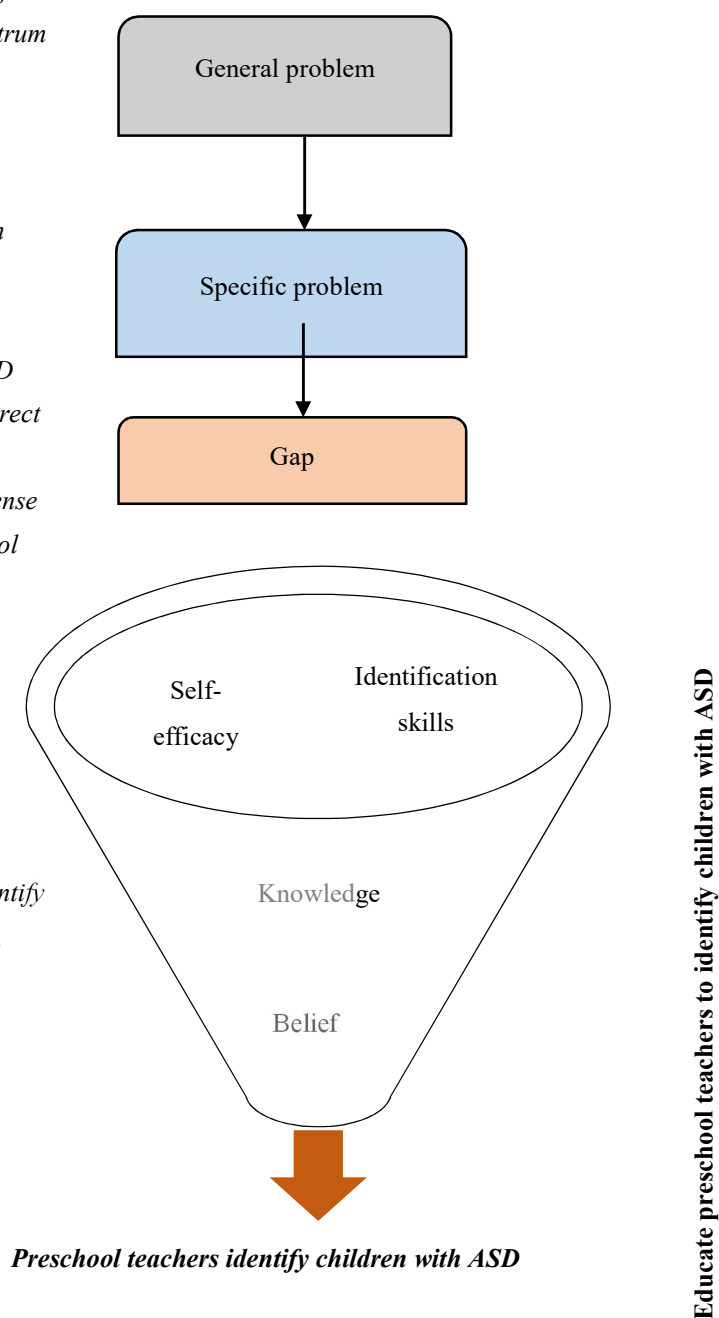 trum
General problem
n
Specific problem
D
rect
Gap
ense
ol
Self-
efficacy
Identification
skills
Knowledge
ntify
Belief
Preschool teachers identify children with ASD
Educate preschool teachers to identify children with ASD